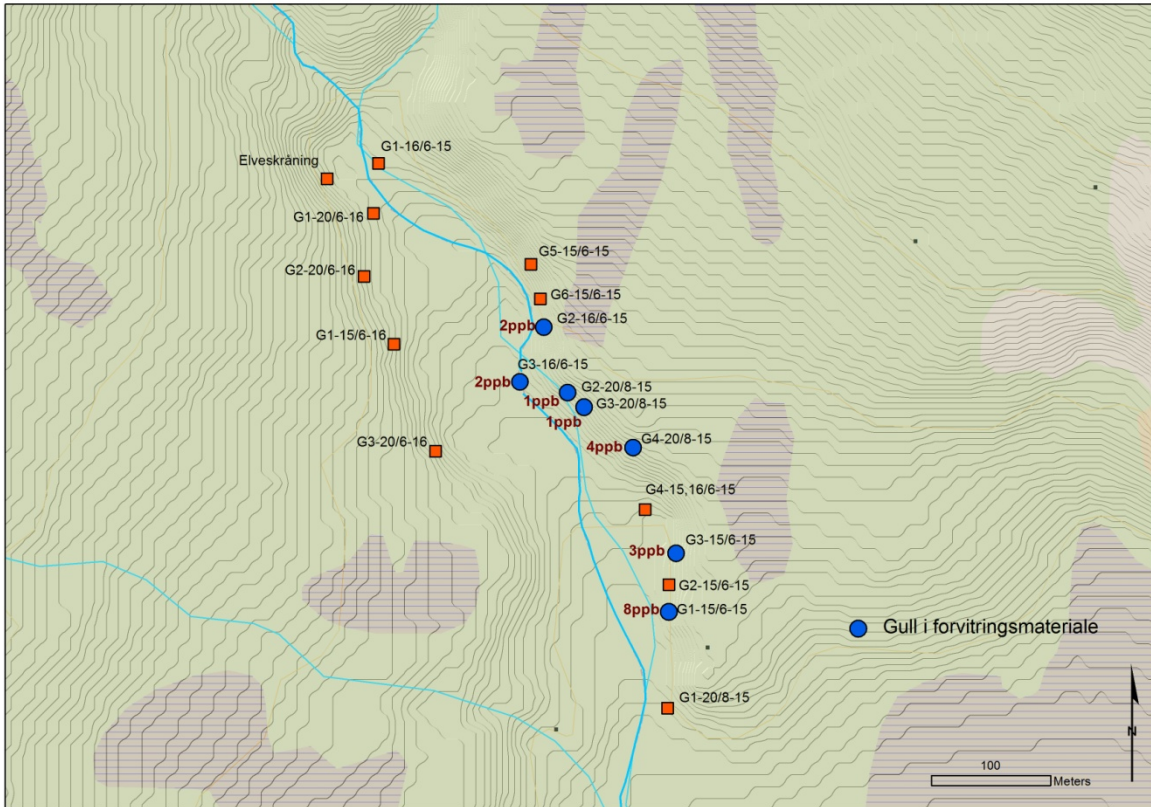 G1-16/6-15
Elveskråning
G1-20/6-16
G5-15/6-15
G2-20/6-16
G6-15/6-15
2ppb
G2-16/6-15
G1-15/6-16
G3-16/6-15
2ppb
G2-20/8-15
1ppb
G3-20/8-15
1ppb
G3-20/6-16
4ppb
G4-20/8-15
G4-15,16/6-15
3ppb
G3-15/6-15
G2-15/6-15
8ppb
G1-15/6-15
Gull i forvitringsmateriale
G1-20/8-15
N
100
Meters